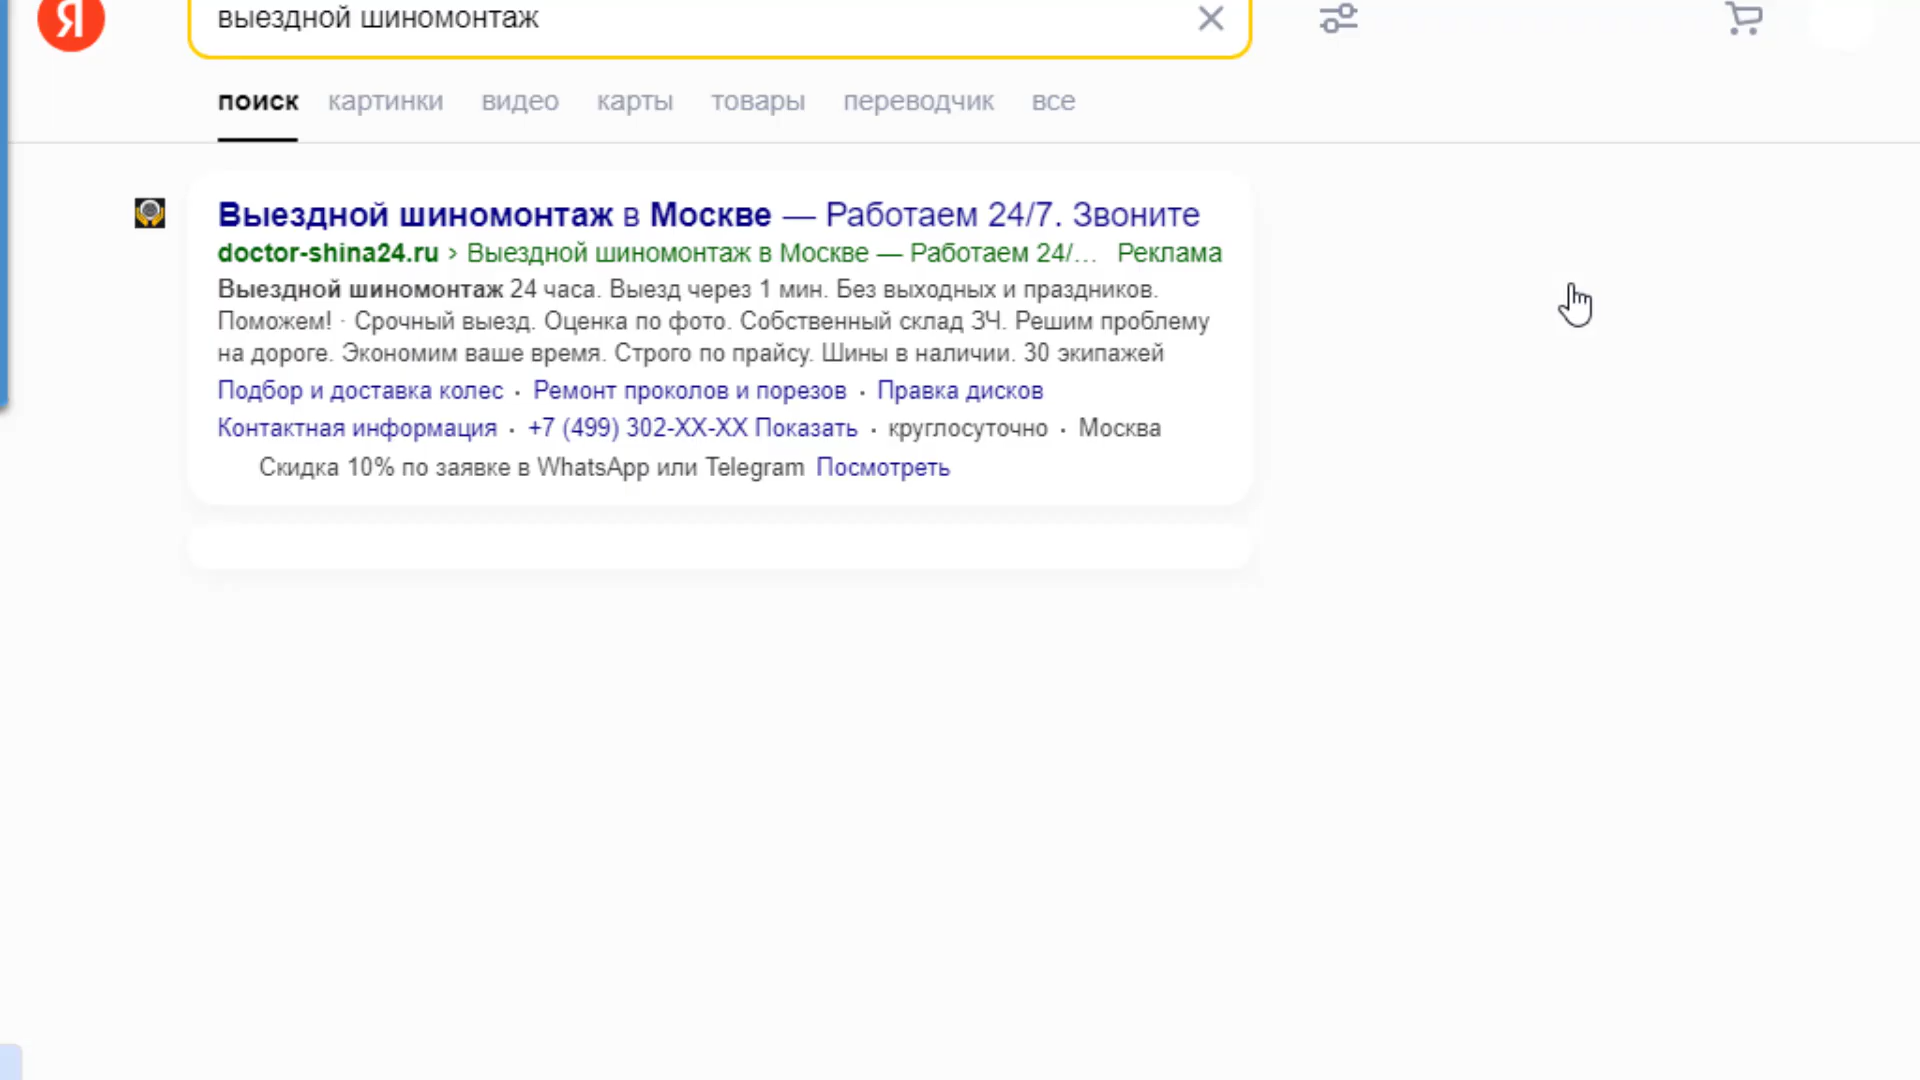 Я
выездной шиномонтаж
поиск картинки видео карты товары переводчик все
Выездной шиномонтаж в Москве — Работаем 24/7. Звоните
doctor-shina24.ru › Выездной шиномонтаж в Москве — Работаем 24/... Реклама
Выездной шиномонтаж 24 часа. Выезд через 1 мин. Без выходных и праздников.
Поможем! · Срочный выезд. Оценка по фото. Собственный склад ЗЧ. Решим проблему
на дороге. Экономим ваше время. Строго по прайсу. Шины в наличии. 30 экипажей
Подбор и доставка колес · Ремонт проколов и порезов · Правка дисков
Контактная информация · +7 (499) 302-XX-XX Показать · круглосуточно · Москва
Скидка 10% по заявке в WhatsApp или Telegram Посмотреть